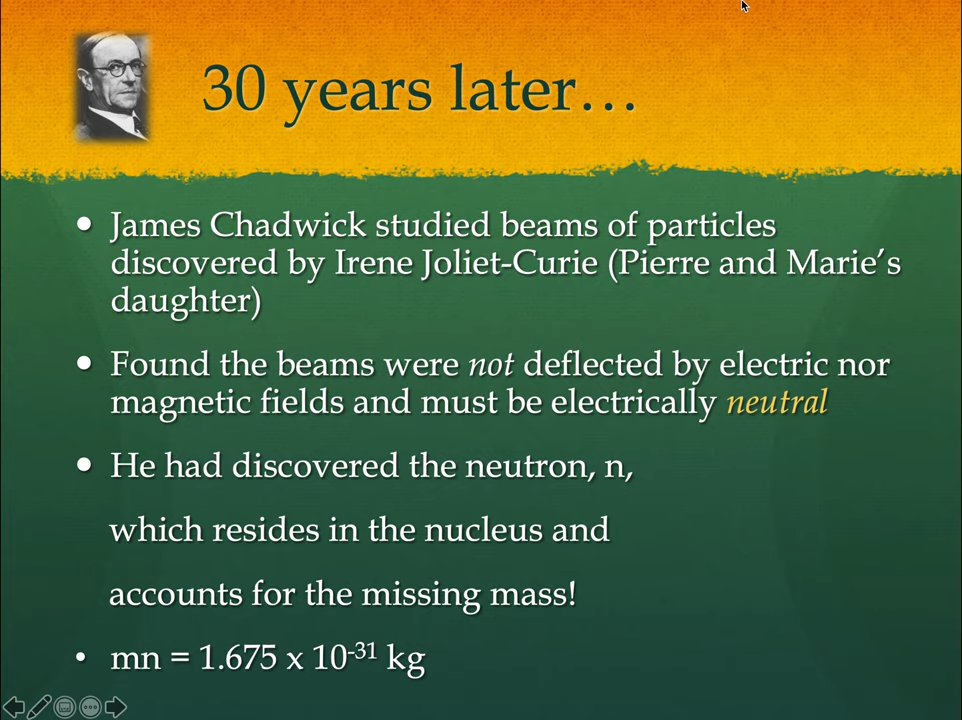 30 years later…
• James Chadwick studied beams of particles
discovered by Irene Joliet-Curie (Pierre and Marie’s
daughter)
• Found the beams were not deflected by electric nor
magnetic fields and must be electrically neutral
• He had discovered the neutron, n,
which resides in the nucleus and
accounts for the missing mass!
• mn = 1.675 x 10⁻³¹ kg